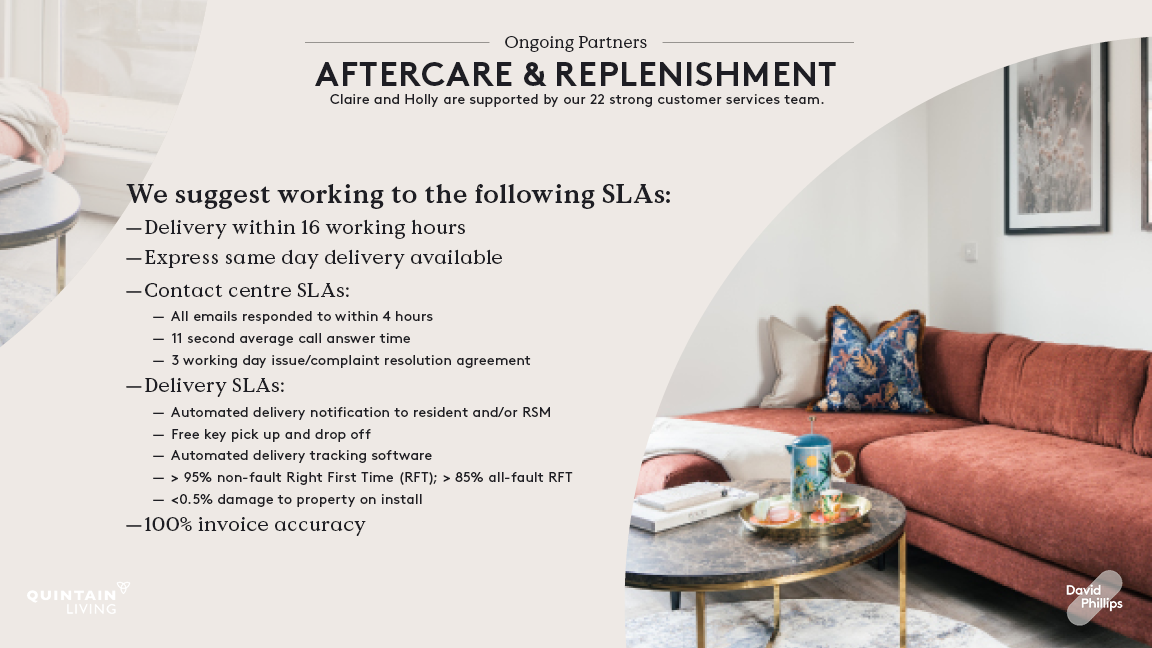 Ongoing Partners
AFTERCARE & REPLENISHMENT
Claire and Holly are supported by our 22 strong customer services team.
We suggest working to the following SLAs:
—Delivery within 16 working hours
—Express same day delivery available
—Contact centre SLAs:
— All emails responded to within 4 hours
— 11 second average call answer time
— 3 working day issue/complaint resolution agreement
—Delivery SLAs:
— Automated delivery notification to resident and/or RSM
— Free key pick up and drop off
— Automated delivery tracking software
— > 95% non-fault Right First Time (RFT); > 85% all-fault RFT
— <0.5% damage to property on install
—100% invoice accuracy
QUINTAIN
LIVING
David
Phillips